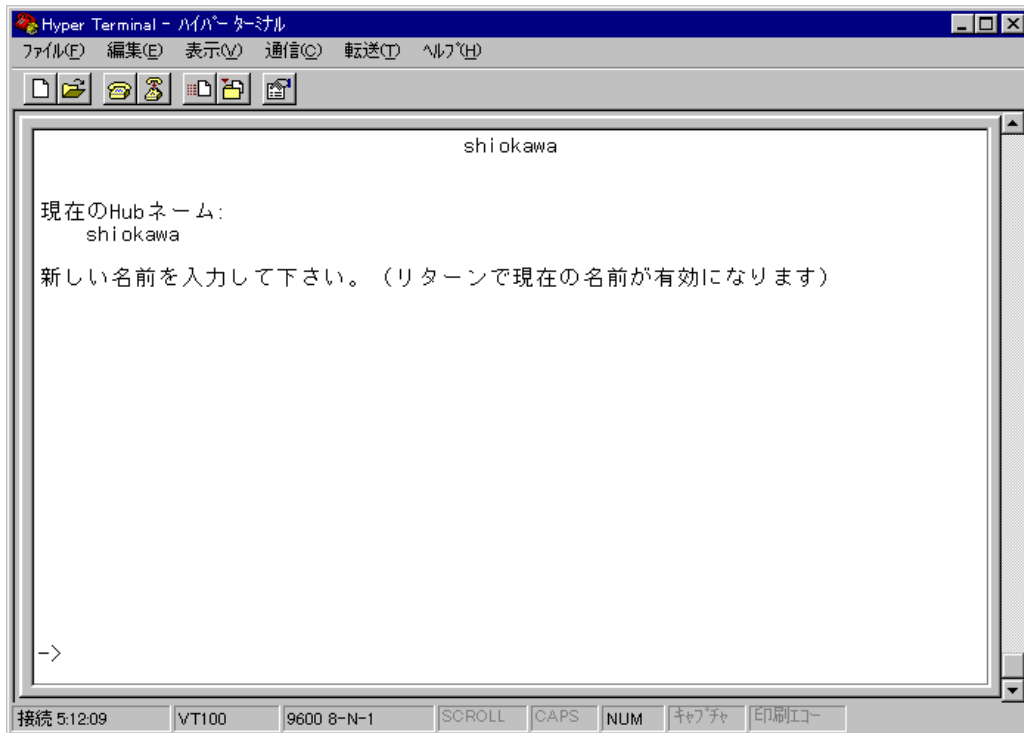 Hyper Terminal - ﾊｲﾊﾟｰ ﾀｰﾐﾅﾙ
ﾌｧｲﾙ(F) 編集(E) 表示(V) 通信(C) 転送(T) ﾍﾙﾌﾟ(H)
shiokawa
現在のHubネーム:
shiokawa
新しい名前を入力して下さい。（リターンで現在の名前が有効になります）
->
接続 5:12:09 VT100 9600 8-N-1 SCROLL CAPS NUM ｷｬﾌﾟﾁｬ 印刷ｴｺｰ